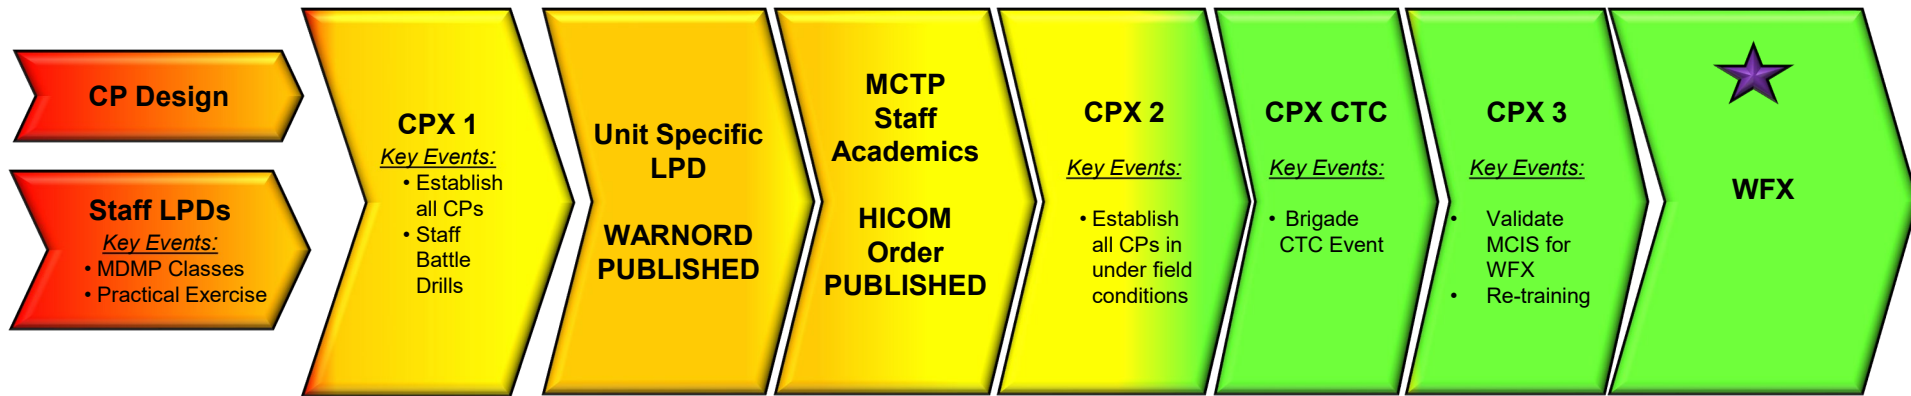 CP Design
Staff LPDs
Key Events:
• MDMP Classes
• Practical Exercise
CPX 1
Key Events:
• Establish
all CPs
• Staff
Battle
Drills
Unit Specific
LPD
WARNORD
PUBLISHED
MCTP
Staff
Academics
HICOM
Order
PUBLISHED
CPX 2
Key Events:
• Establish
all CPs in
under field
conditions
CPX CTC
Key Events:
• Brigade
CTC Event
CPX 3
Key Events:
• Validate
MCIS for
WFX
• Re-training
WFX